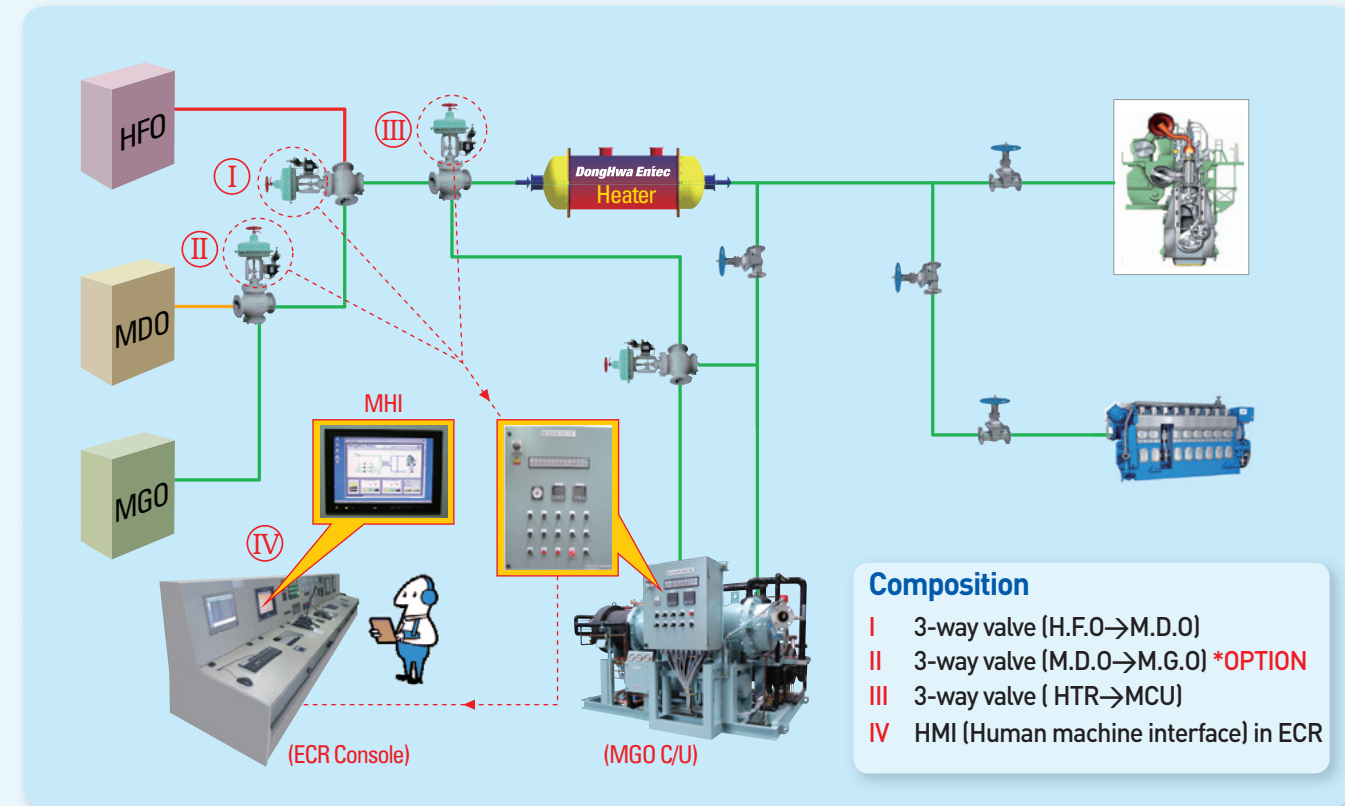 HFO
Ⅰ
Ⅲ
DongHwa Entec
Heater
Ⅱ
MDO
MGO
MHI
Ⅳ
(ECR Console)
(MGO C/U)
Composition
Ⅰ 3-way valve (H.F.O→M.D.O)
Ⅱ 3-way valve (M.D.O→M.G.O) *OPTION
Ⅲ 3-way valve ( HTR→MCU)
Ⅳ HMI (Human machine interface) in ECR